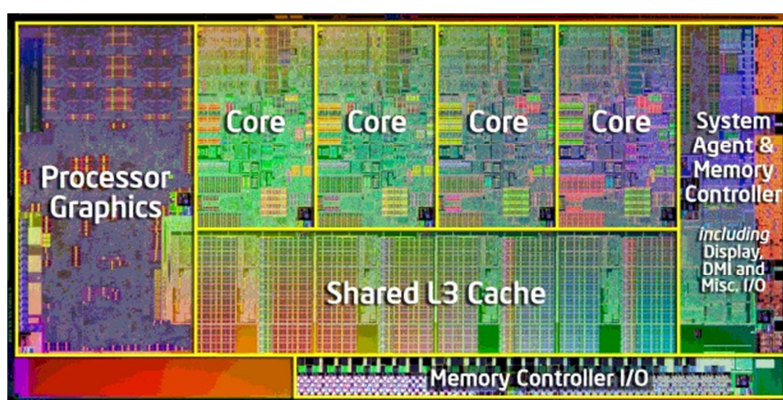 Processor
Graphics
Core
Core
Core
Core
System
Agent &
Memory
Controller
including
Display,
DMI and
Misc. I/O
Shared L3 Cache
Memory Controller I/O